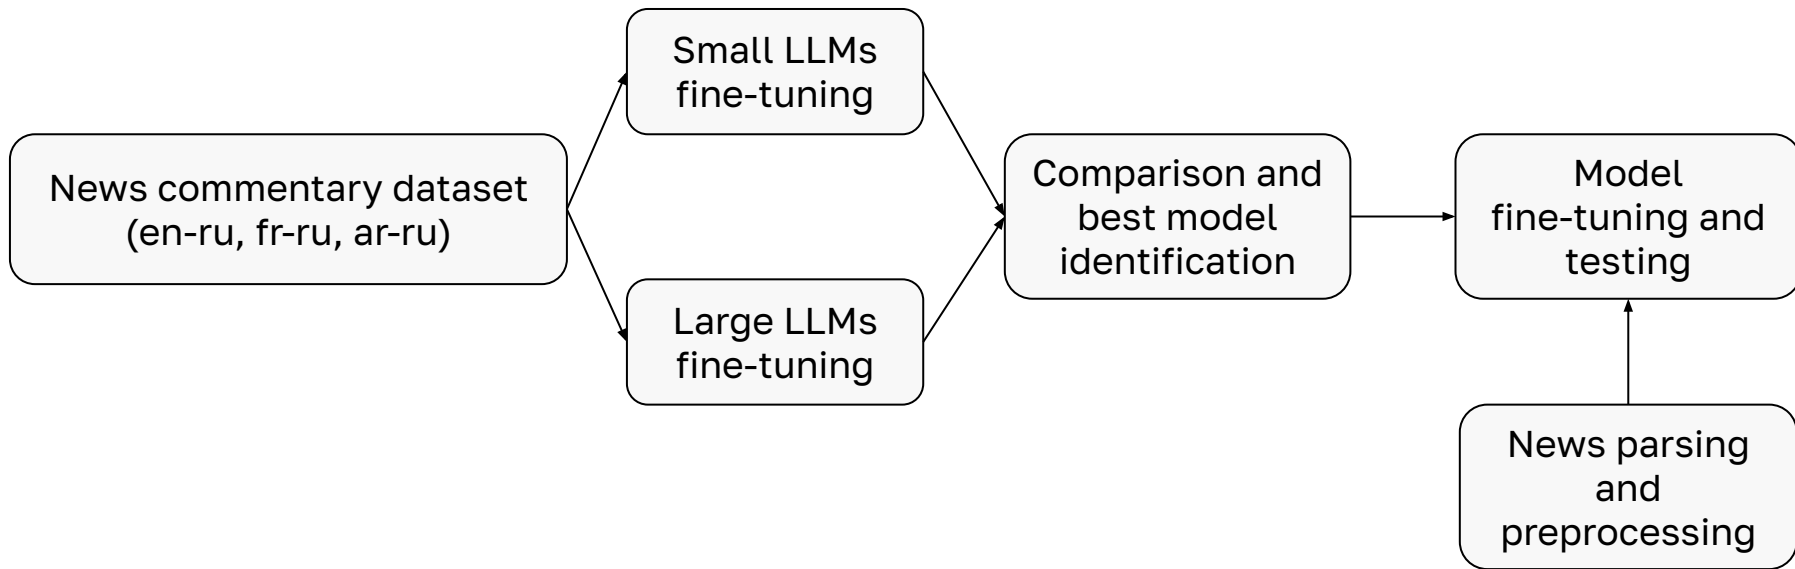 News commentary dataset
(en-ru, fr-ru, ar-ru)
Small LLMs
fine-tuning
Large LLMs
fine-tuning
Comparison and
best model
identification
Model
fine-tuning and
testing
News parsing
and
preprocessing